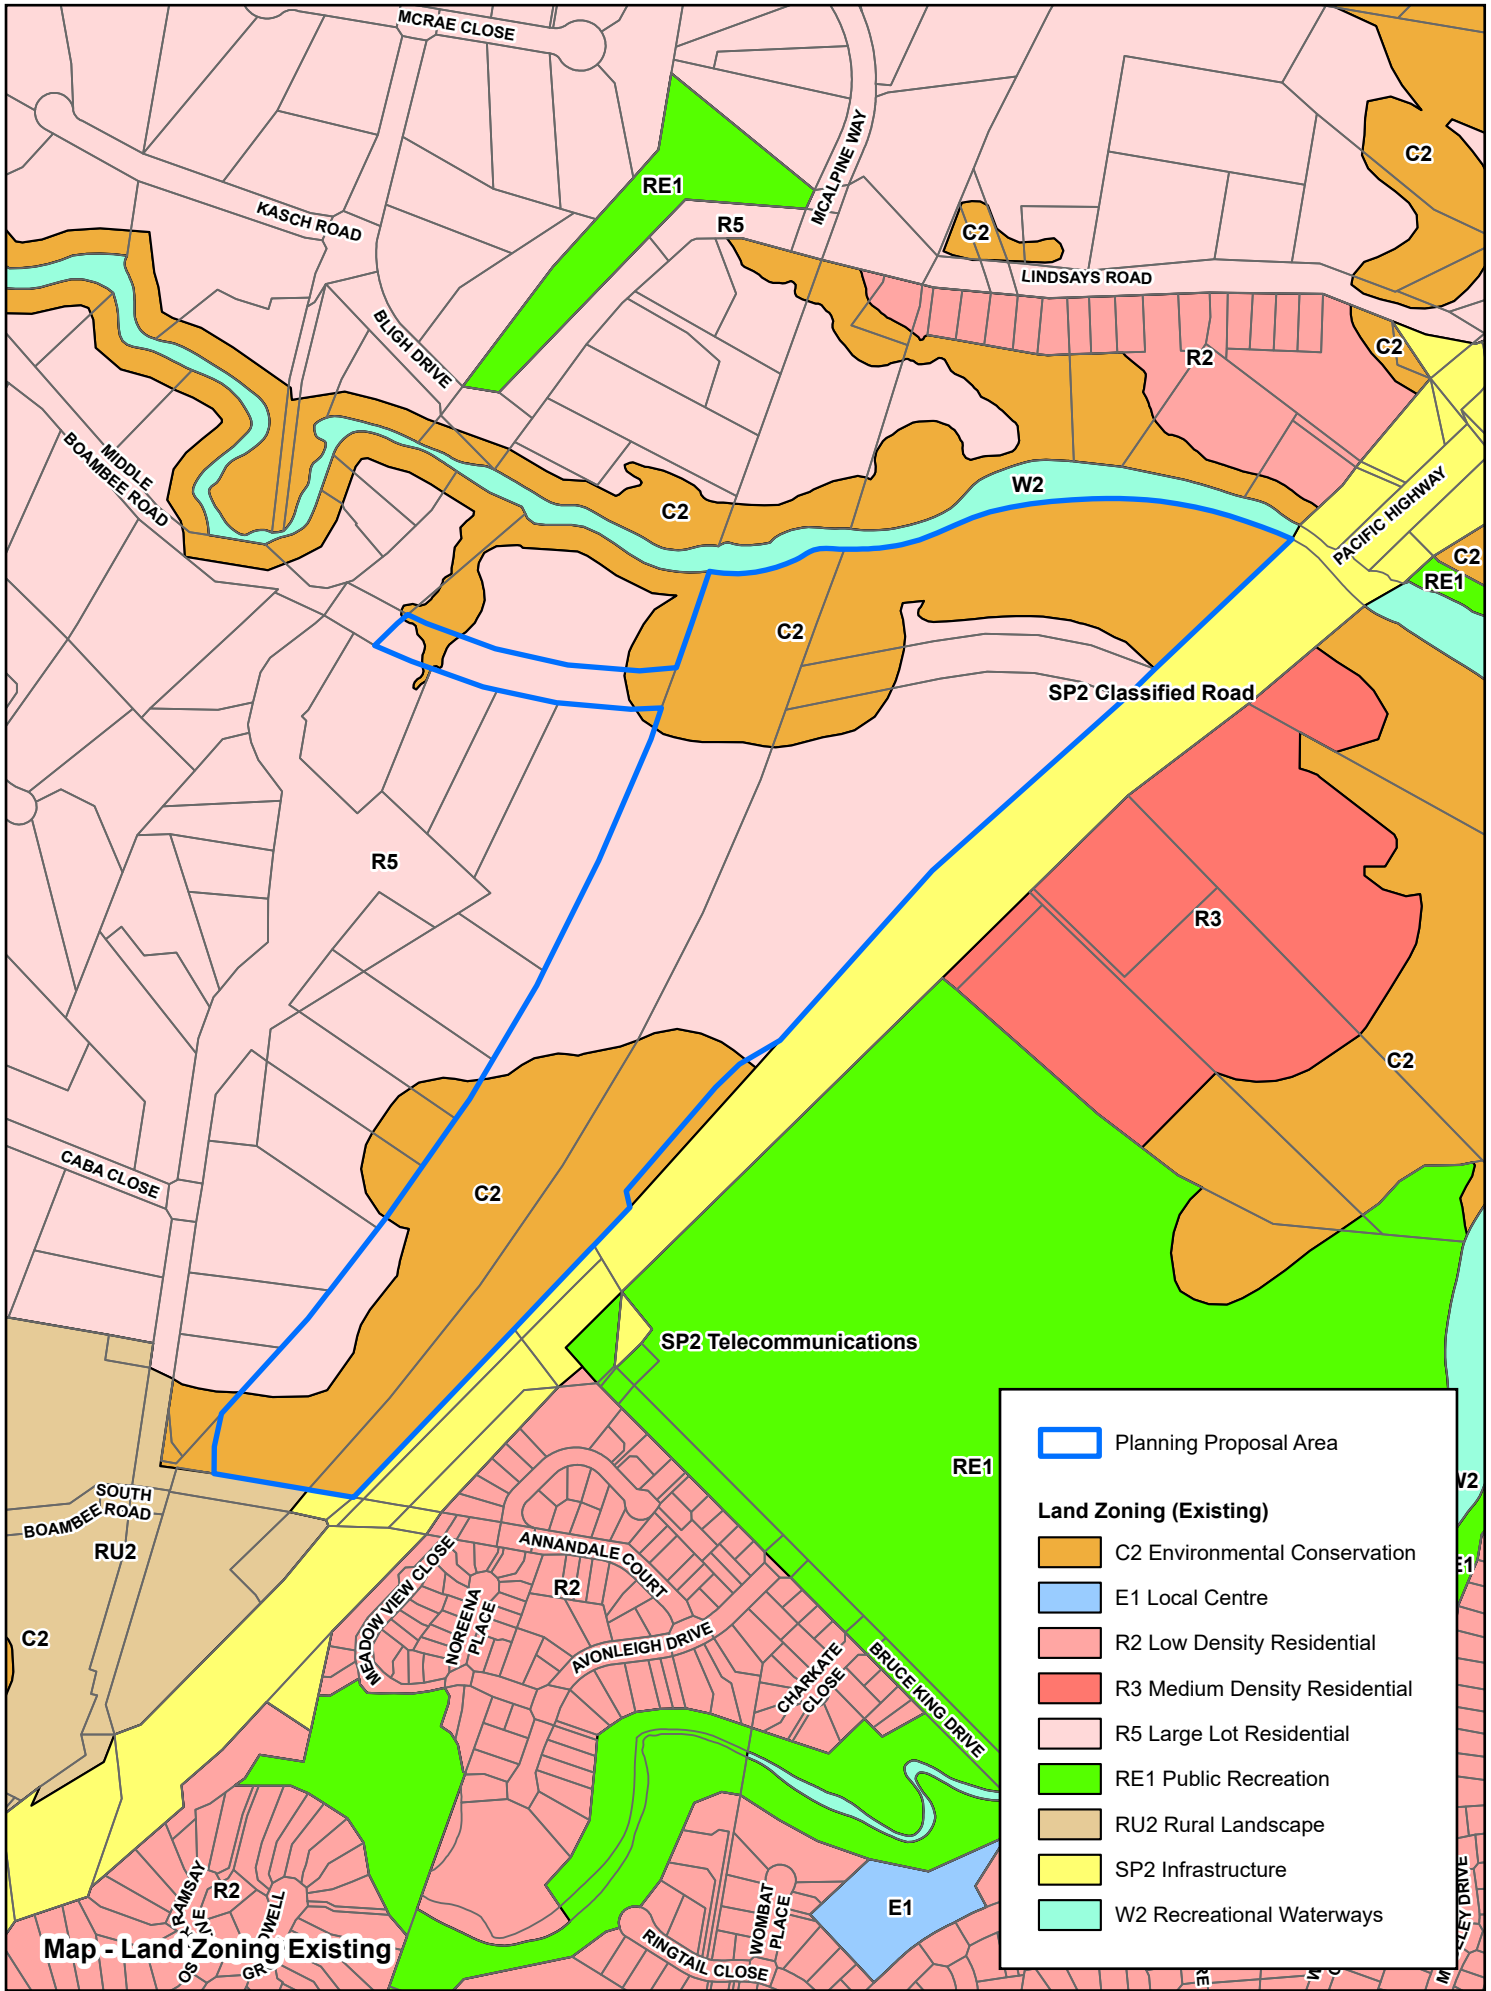 MCRAE CLOSE
C2
MCALPINE WAY
RE1
KASCH ROAD
R5
C2
LINDSAYS ROAD
BLIGH DRIVE
C2
R2
MIDDLE
BOAMBEE ROAD
W2
C2
PACIFIC HIGHWAY
C2
RE1
C2
SP2 Classified Road
R5
R3
C2
CABA CLOSE
C2
SP2 Telecommunications
RE1
W2
SOUTH
BOAMBEE ROAD
RU2
ANNANDALE COURT
MEADOW VIEW CLOSE
R2
NOREENA
PLACE
E1
C2
AVONLEIGH DRIVE
CHARKATE
CLOSE
BRUCE KING DRIVE
RAMSAY
R2
E1
WOMBAT
PLACE
RINGTAIL CLOSE
Map - Land Zoning Existing
Planning Proposal Area
Land Zoning (Existing)
C2 Environmental Conservation
E1 Local Centre
R2 Low Density Residential
R3 Medium Density Residential
R5 Large Lot Residential
RE1 Public Recreation
RU2 Rural Landscape
SP2 Infrastructure
W2 Recreational Waterways